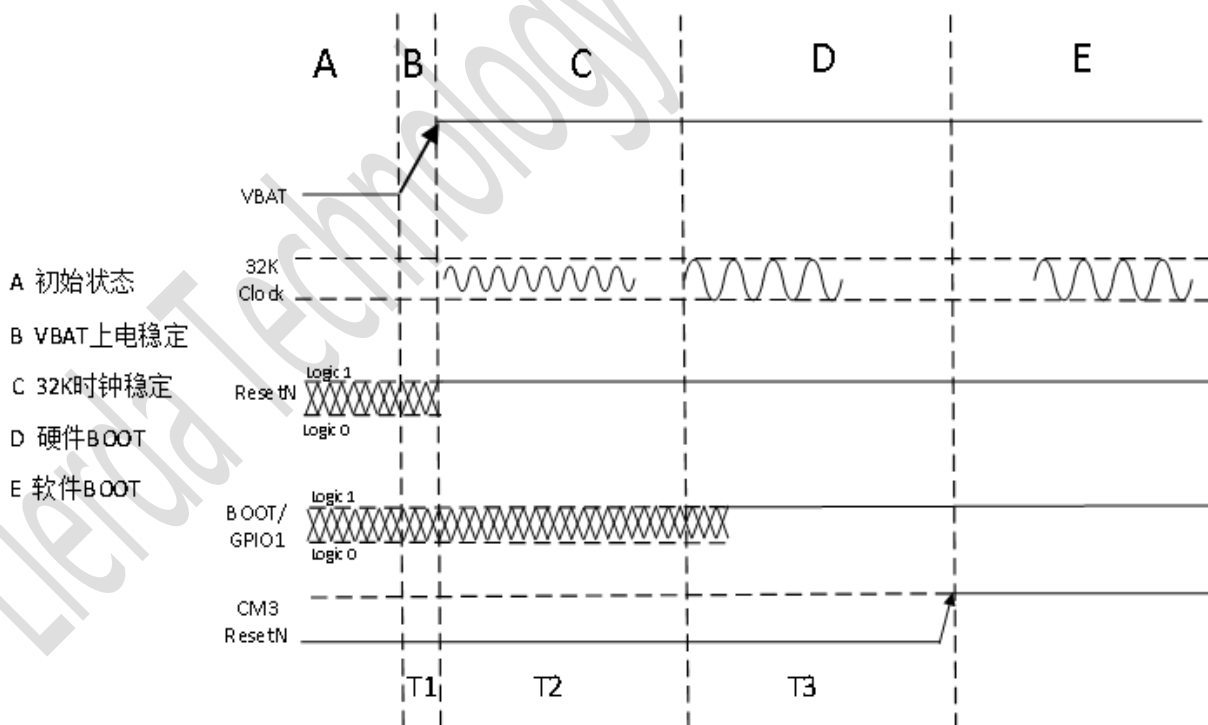 A B C D E
VBAT
32K
Clock
A 初始状态
B VBAT上电稳定
C 32K时钟稳定
D 硬件BOOT
E 软件BOOT
Logic 1
ResetN
Logic 0
Logic 1
BOOT/
GPIO1
Logic 0
CM3
ResetN
T1 T2 T3
Lierda Technology